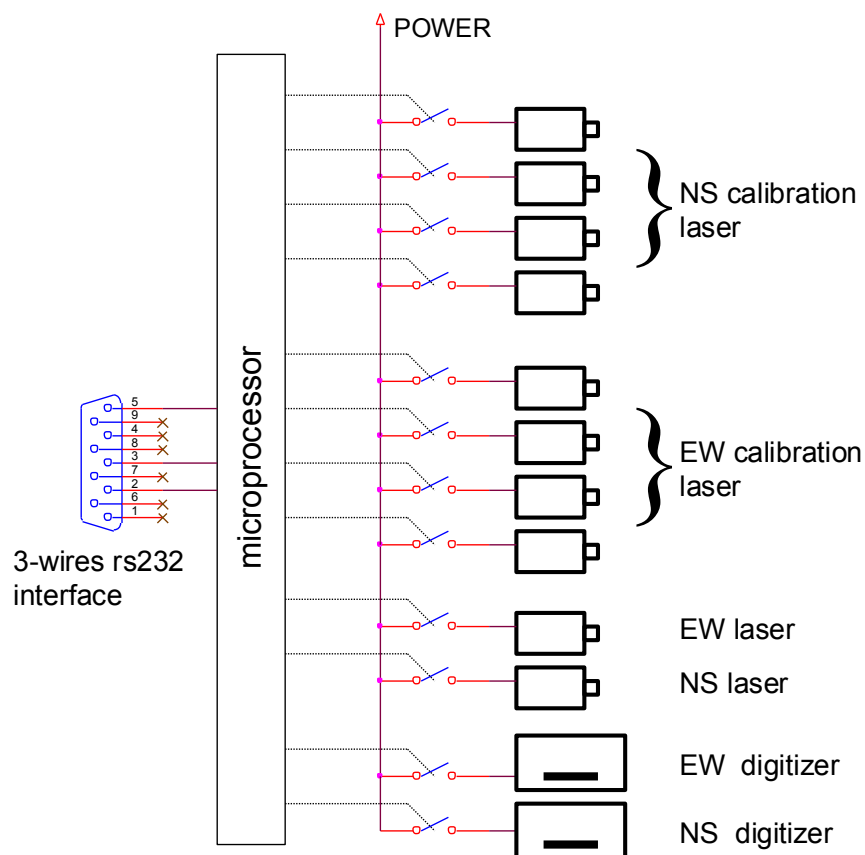 POWER
NS calibration
laser
microprocessor
5
9
4
8
3
7
2
6
1
3-wires rs232
interface
EW calibration
laser
EW laser
NS laser
EW digitizer
NS digitizer